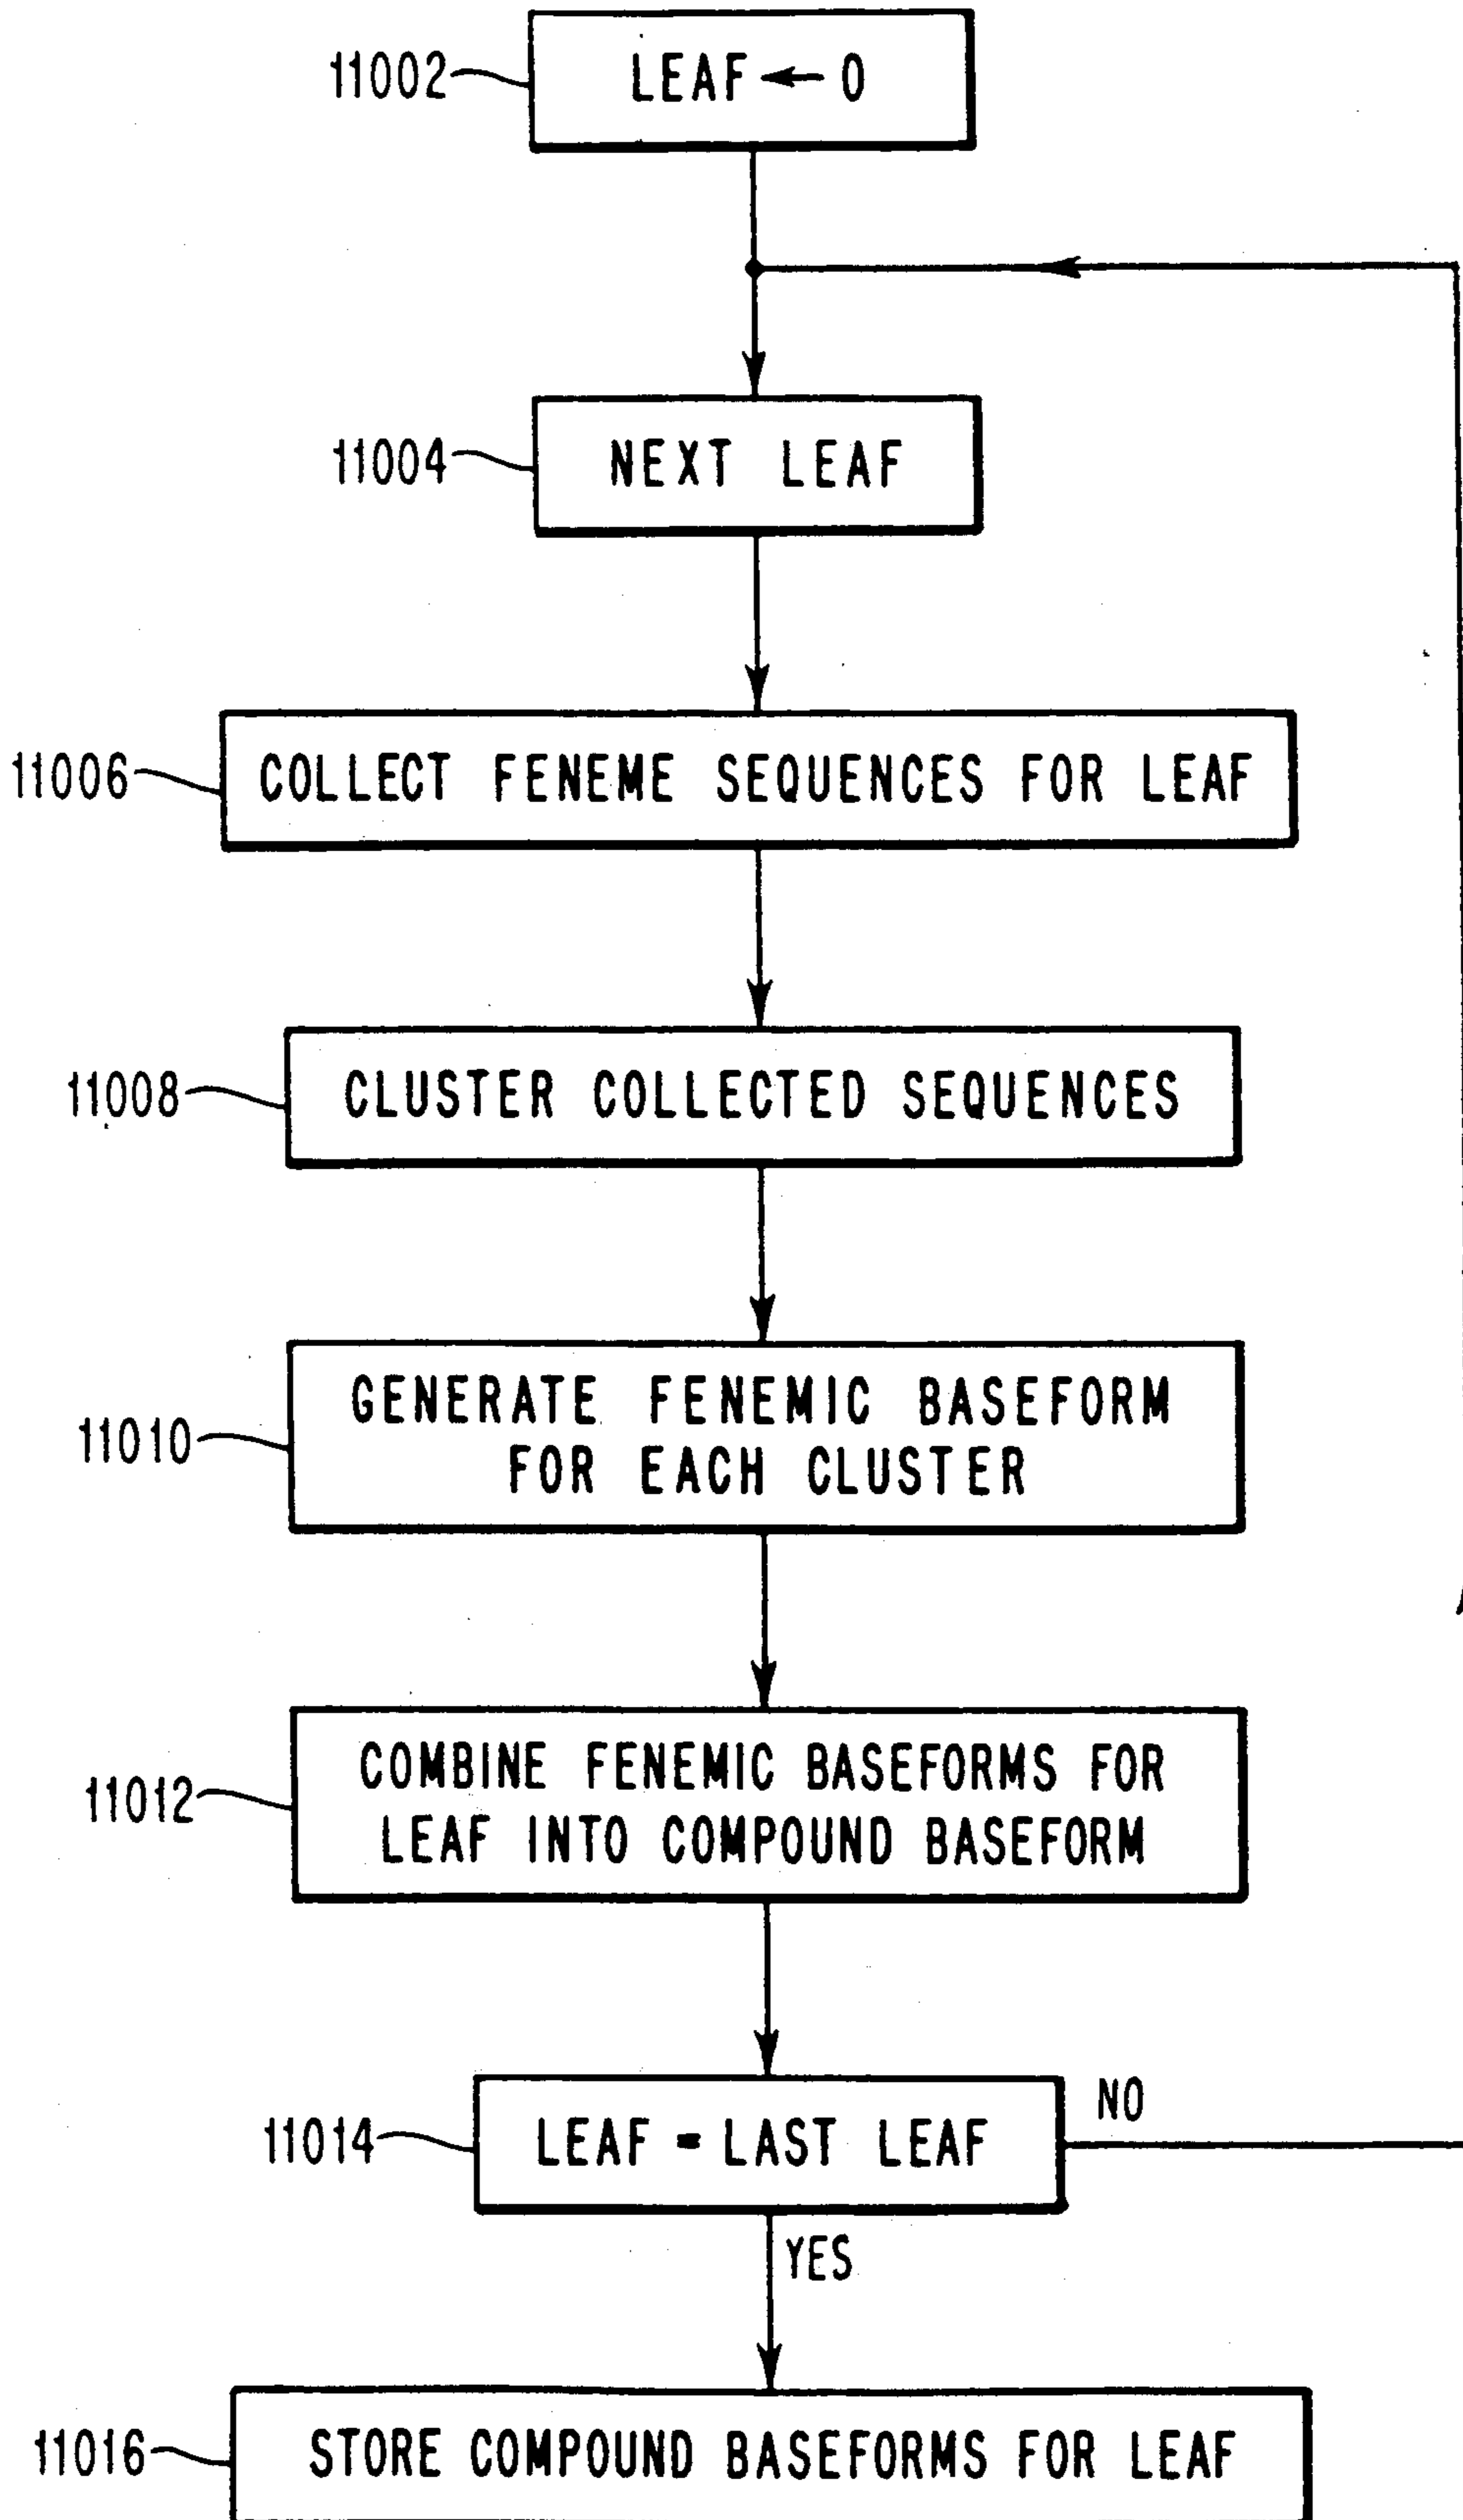 11002
LEAF ← 0
11004
NEXT LEAF
11006
COLLECT FENEME SEQUENCES FOR LEAF
11008
CLUSTER COLLECTED SEQUENCES
11010
GENERATE FENEMIC BASEFORM
FOR EACH CLUSTER
11012
COMBINE FENEMIC BASEFORMS FOR
LEAF INTO COMPOUND BASEFORM
11014
LEAF = LAST LEAF
NO
YES
11016
STORE COMPOUND BASEFORMS FOR LEAF